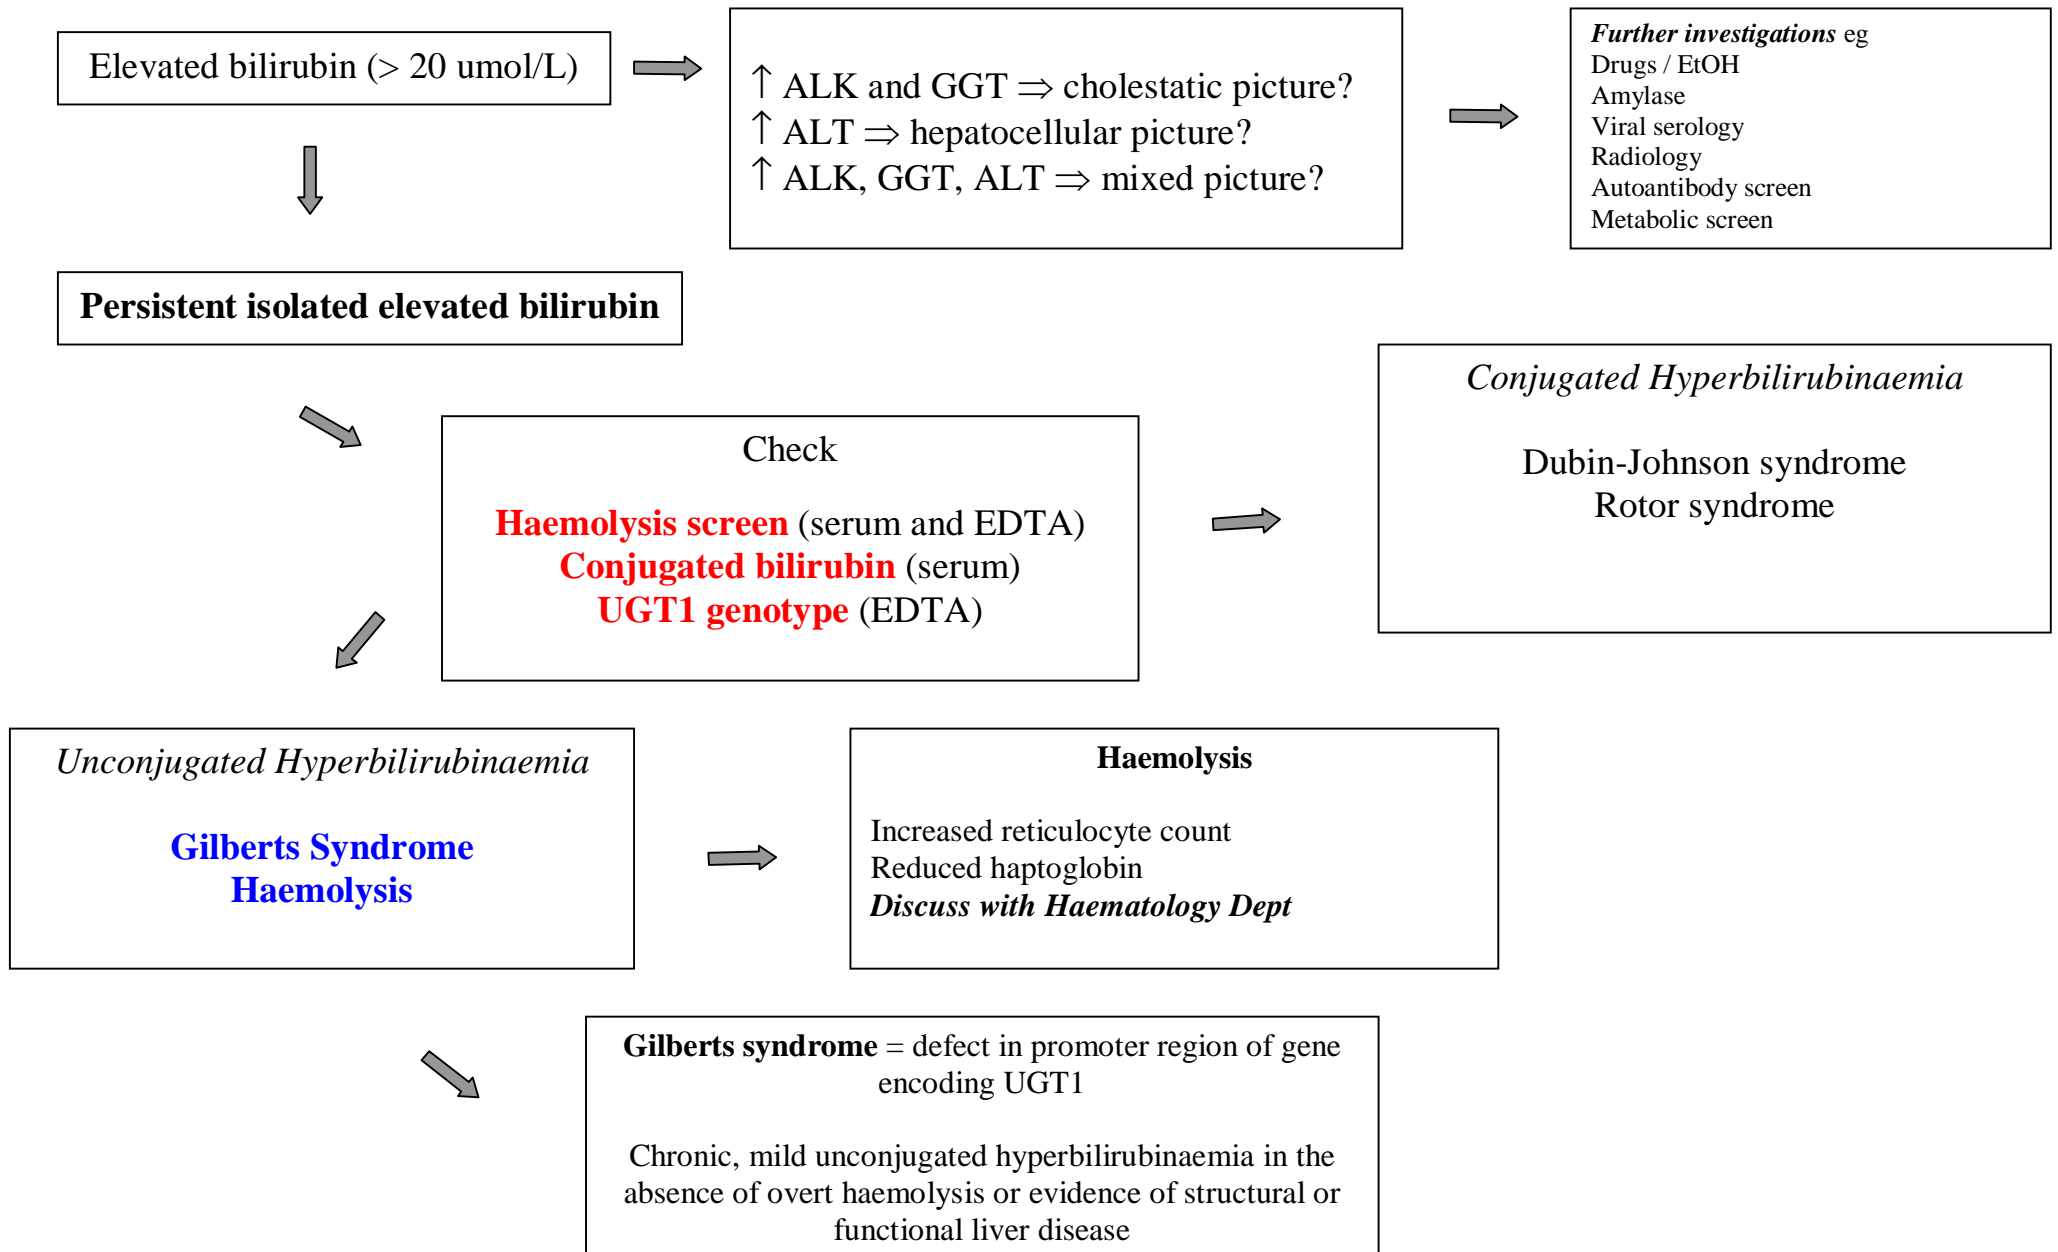 Elevated bilirubin (> 20 umol/L)
↑ ALK and GGT ⇒ cholestatic picture?
↑ ALT ⇒ hepatocellular picture?
↑ ALK, GGT, ALT ⇒ mixed picture?
Further investigations eg
Drugs / EtOH
Amylase
Viral serology
Radiology
Autoantibody screen
Metabolic screen
Persistent isolated elevated bilirubin
Check
Haemolysis screen (serum and EDTA)
Conjugated bilirubin (serum)
UGT1 genotype (EDTA)
Conjugated Hyperbilirubinaemia
Dubin-Johnson syndrome
Rotor syndrome
Unconjugated Hyperbilirubinaemia
Gilberts Syndrome
Haemolysis
Haemolysis
Increased reticulocyte count
Reduced haptoglobin
Discuss with Haematology Dept
Gilberts syndrome = defect in promoter region of gene
encoding UGT1
Chronic, mild unconjugated hyperbilirubinaemia in the
absence of overt haemolysis or evidence of structural or
functional liver disease